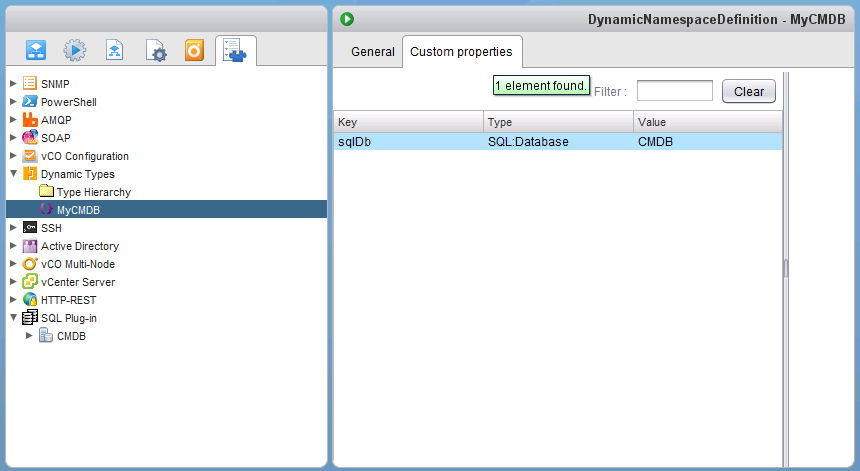 DynamicNamespaceDefinition - MyCMDB
General
Custom properties
1 element found.
Filter :
Clear
Key
Type
Value
sqlDb
SQL:Database
CMDB
SNMP
PowerShell
AMQP
SOAP
vCO Configuration
Dynamic Types
Type Hierarchy
MyCMDB
SSH
Active Directory
vCO Multi-Node
vCenter Server
HTTP-REST
SQL Plug-in
CMDB